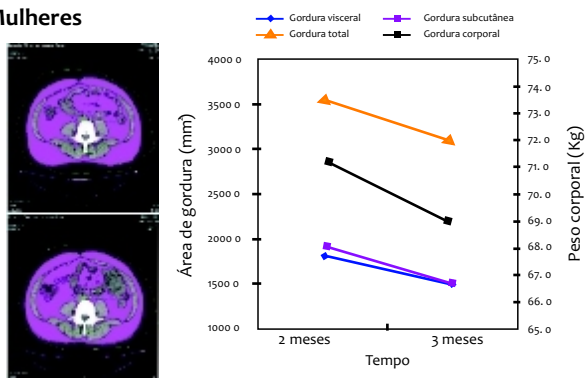 Mulheres
Gordura visceral
Gordura subcutânea
Gordura total
Gordura corporal
Área de gordura (mm²)
4000 0
3500 0
3000 0
2500 0
2000 0
1500 0
1000 0
75. 0
74. 0
73. 0
72. 0
71. 0
70. 0
69. 0
68. 0
67. 0
66. 0
65. 0
Peso corporal (Kg)
2 meses
3 meses
Tempo